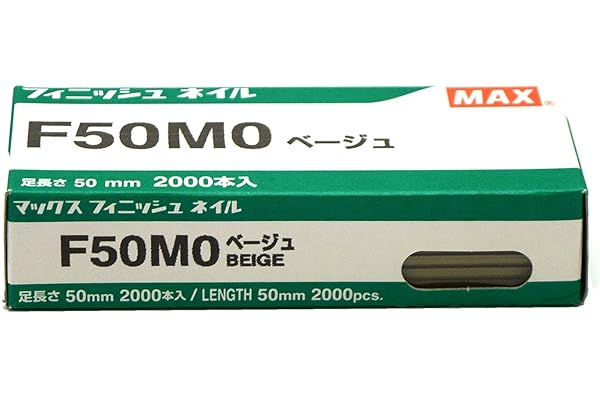 フィニッシュ ネイル
MAX®
F50M0 ベージュ
足長さ 50 mm 2000本入
マックス フィニッシュ ネイル
F50M0 ベージュ
BEIGE
足長さ 50mm 2000本入 / LENGTH 50mm 2000pcs.